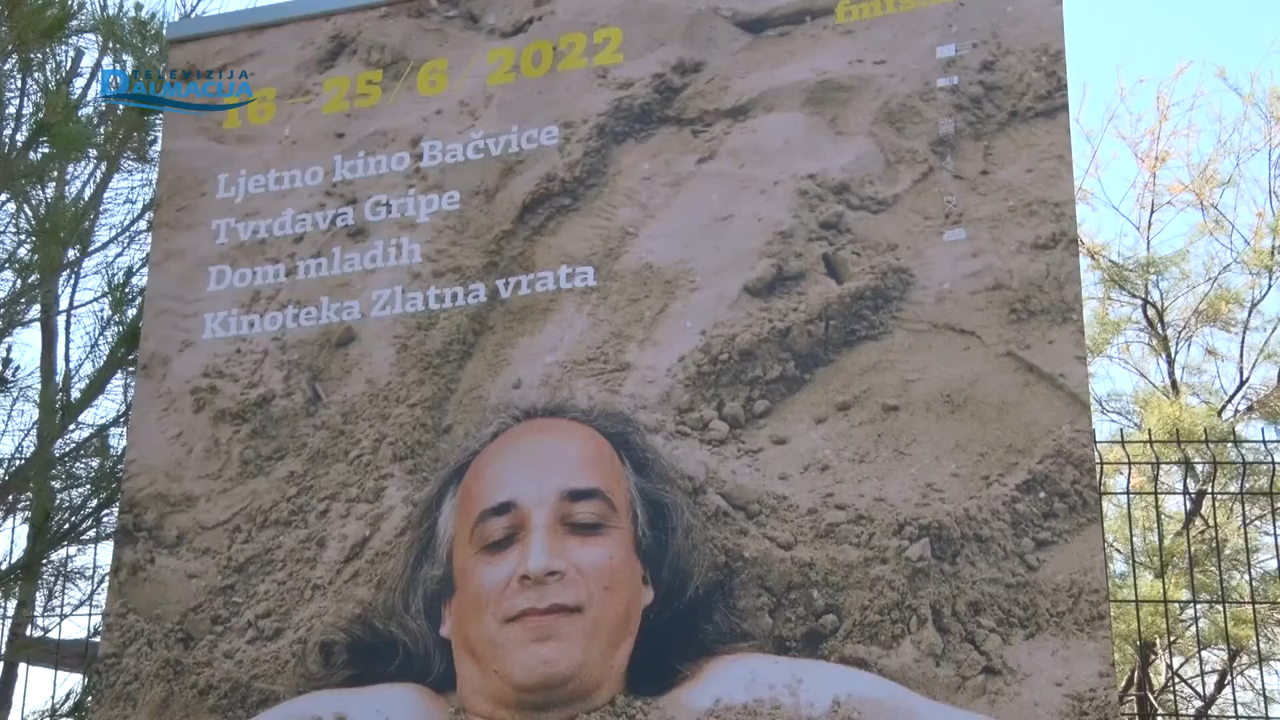 TELEVIZIJA
DALMACIJA
18—25/6/2022
Ljetno kino Bačvice
Tvrđava Gripe
Dom mladih
Kinoteka Zlatna vrata